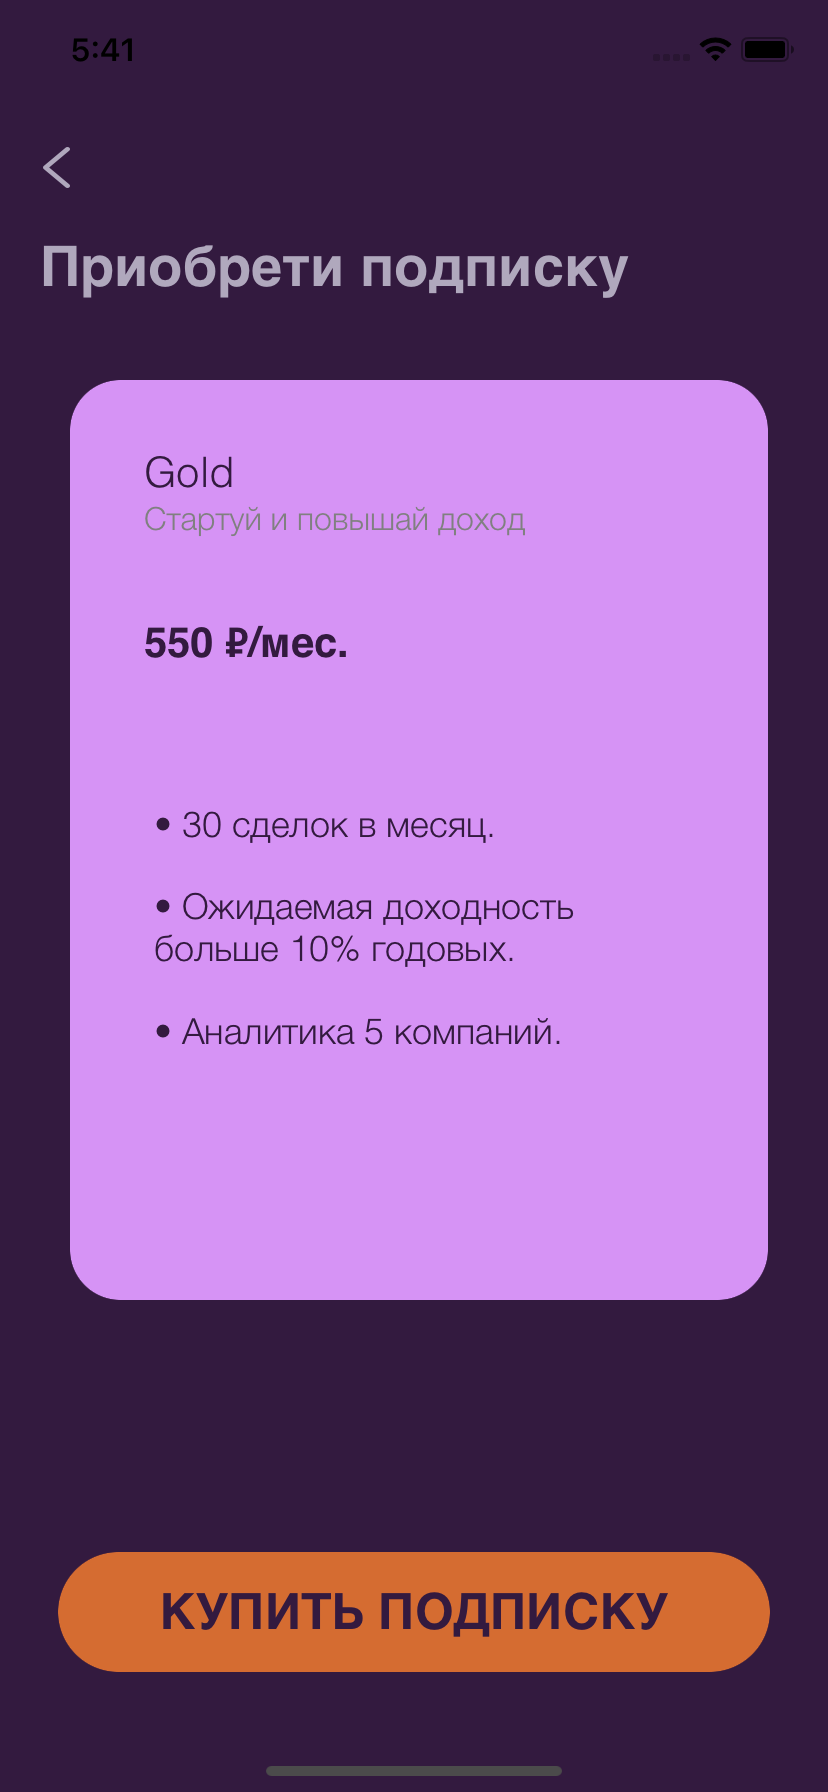 5:41
Приобрети подписку
Gold
Стартуй и повышай доход
550 ₽/мес.
• 30 сделок в месяц.
• Ожидаемая доходность
больше 10% годовых.
• Аналитика 5 компаний.
КУПИТЬ ПОДПИСКУ